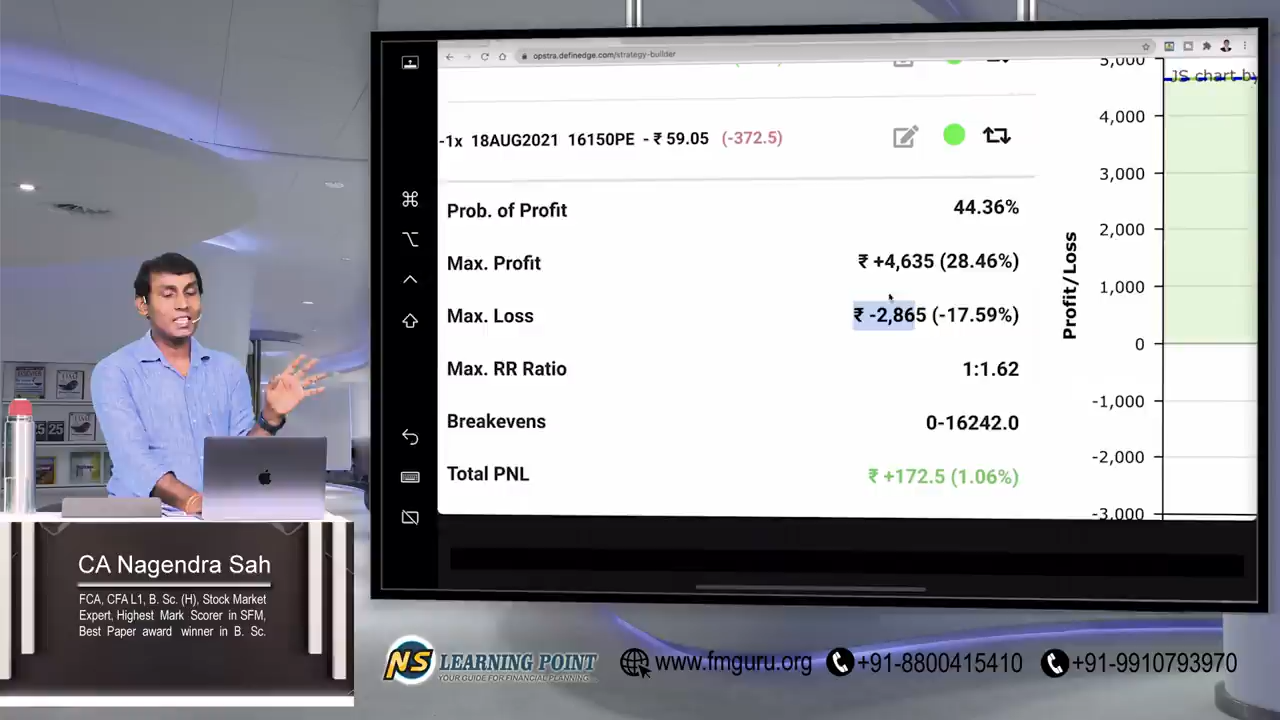 opstra.definedge.com/strategy-builder
5,000
JS chart by
-1x 18AUG2021 16150PE - ₹ 59.05 (-372.5)
4,000
3,000
Prob. of Profit 44.36%
2,000
Max. Profit ₹ +4,635 (28.46%)
1,000
Profit/Loss
Max. Loss ₹ -2,865 (-17.59%)
0
Max. RR Ratio 1:1.62
-1,000
Breakevens 0-16242.0
-2,000
Total PNL ₹ +172.5 (1.06%)
-3,000
25 25
CA Nagendra Sah
FCA, CFA L1, B. Sc. (H), Stock Market
Expert, Highest Mark Scorer in SFM,
Best Paper award winner in B. Sc.
NS LEARNING POINT
YOUR GUIDE FOR FINANCIAL PLANNING
www.fmguru.org
+91-8800415410
+91-9910793970